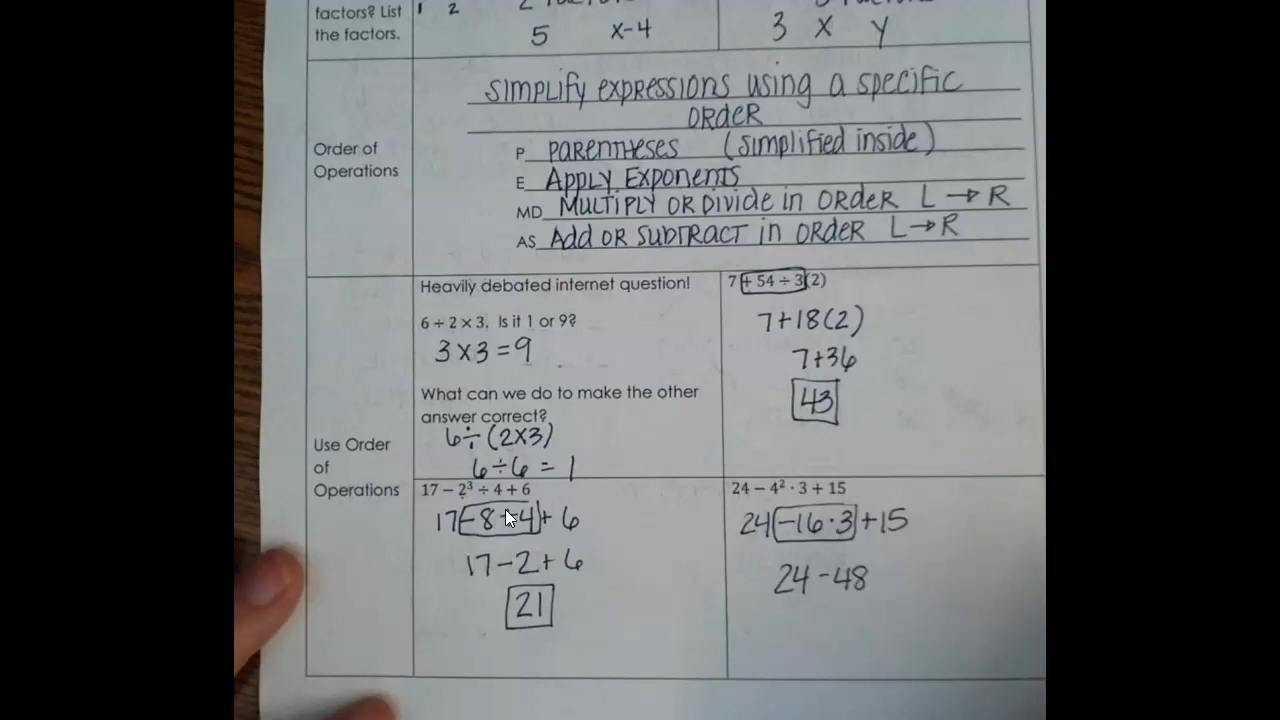 factors? List
the factors.
1 2
5 x-4
3 X Y
Order of
Operations
SIMPLIFY EXPRESSIONS USING a SPECIFIC
ORDER
P PARENTHESES (SIMPLIFIED INSIDE)
E APPLY EXPONENTS
MD MULTIPLY OR DIVIDE in ORDER L → R
AS Add OR SUBTRACT in ORDER L → R
Use Order
of
Operations
Heavily debated internet question!
6 ÷ 2 × 3. Is it 1 or 9?
3 × 3 = 9
What can we do to make the other
answer correct?
6 ÷ (2×3)
6 ÷ 6 = 1
7 + 54 ÷ 3(2)
7+18(2)
7+36
43
17 − 2³ ÷ 4 + 6
17 − 8 ÷ 4 + 6
17 − 2 + 6
21
24 − 4² · 3 + 15
24 − 16 · 3 + 15
24 − 48